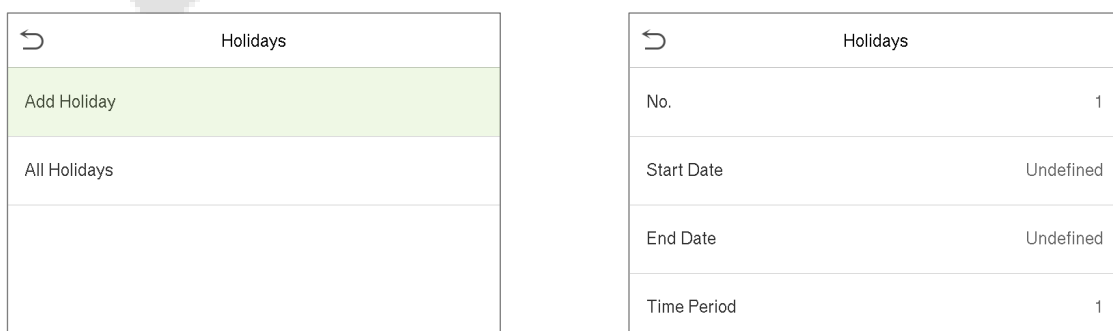 Holidays
Add Holiday
All Holidays
Holidays
No. 1
Start Date Undefined
End Date Undefined
Time Period 1